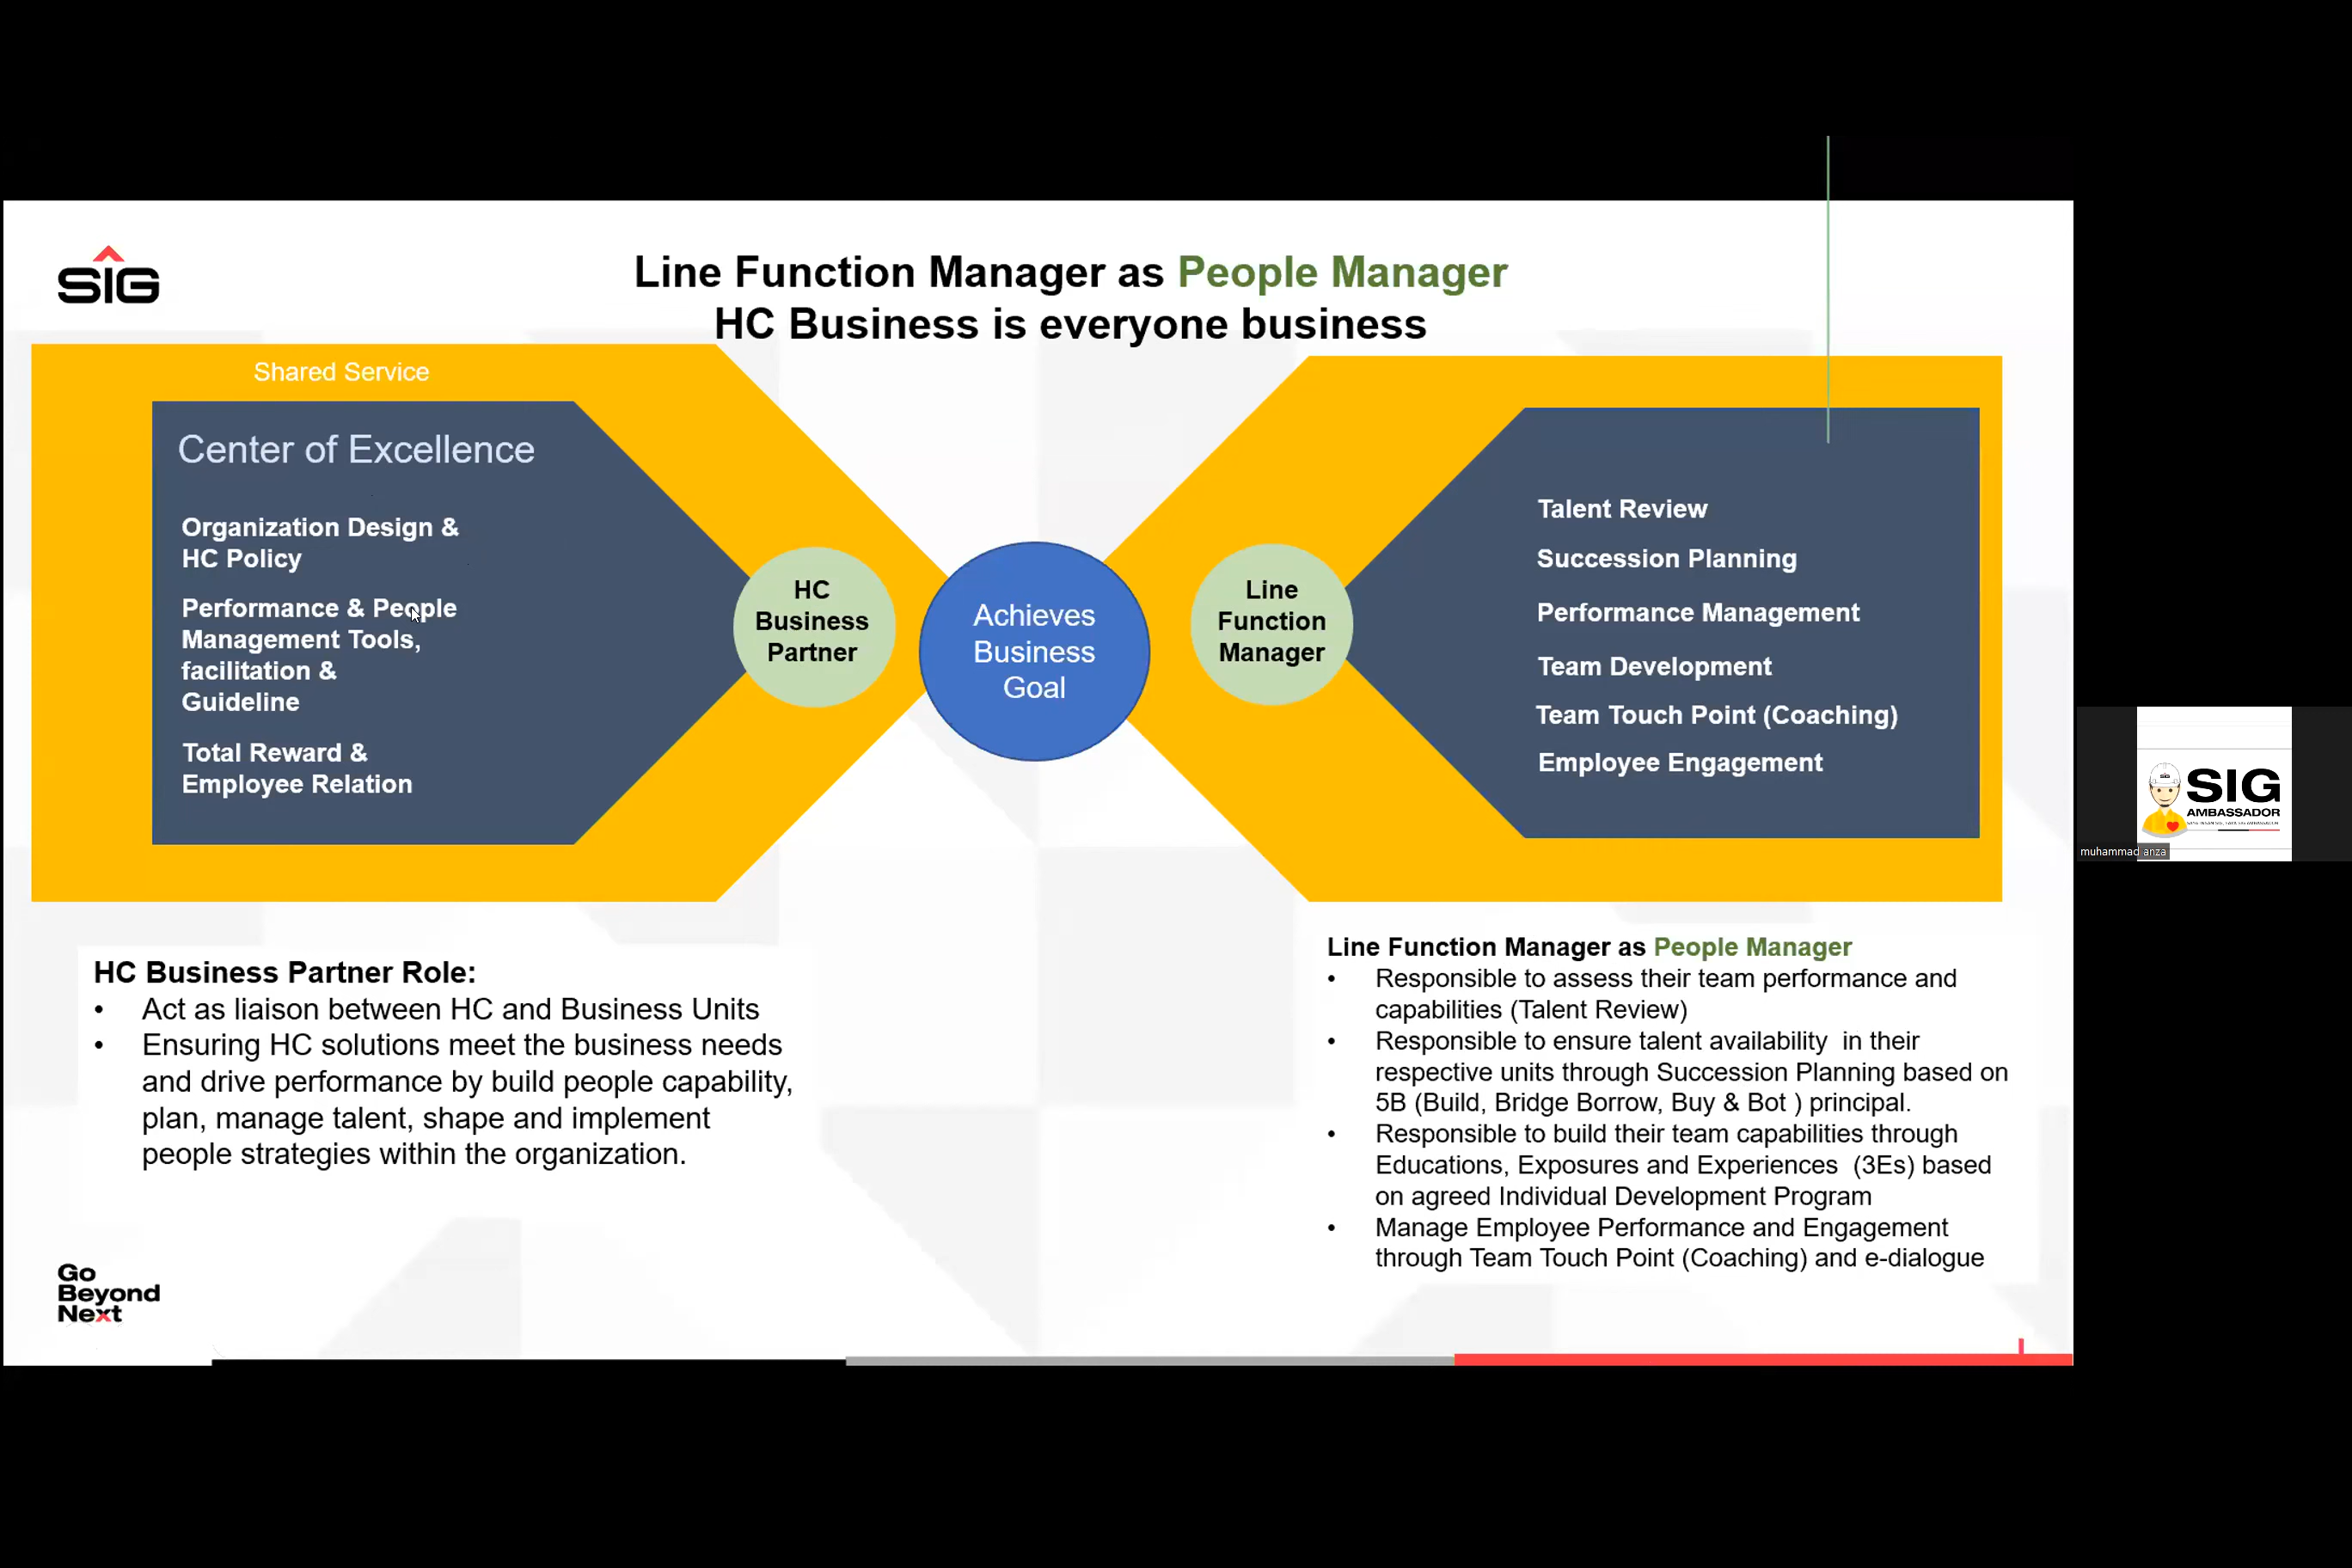 SIG
Line Function Manager as People Manager
HC Business is everyone business
Shared Service
Center of Excellence
Organization Design &
HC Policy
Performance & People
Management Tools,
facilitation &
Guideline
Total Reward &
Employee Relation
HC
Business
Partner
Achieves
Business
Goal
Line
Function
Manager
Talent Review
Succession Planning
Performance Management
Team Development
Team Touch Point (Coaching)
Employee Engagement
HC Business Partner Role:
• Act as liaison between HC and Business Units
• Ensuring HC solutions meet the business needs
and drive performance by build people capability,
plan, manage talent, shape and implement
people strategies within the organization.
Line Function Manager as People Manager
• Responsible to assess their team performance and
capabilities (Talent Review)
• Responsible to ensure talent availability  in their
respective units through Succession Planning based on
5B (Build, Bridge Borrow, Buy & Bot ) principal.
• Responsible to build their team capabilities through
Educations, Exposures and Experiences  (3Es) based
on agreed Individual Development Program
• Manage Employee Performance and Engagement
through Team Touch Point (Coaching) and e-dialogue
Go
Beyond
Next
SIG
AMBASSADOR
muhammad anza